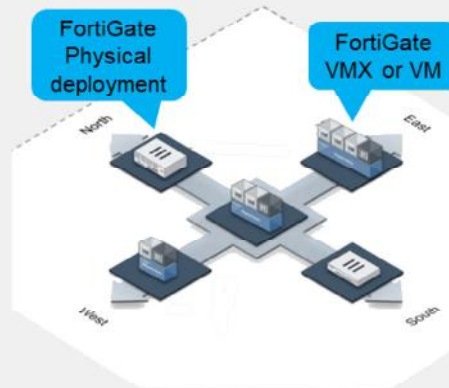 FortiGate
Physical
deployment
FortiGate
VMX or VM
North
East
West
South